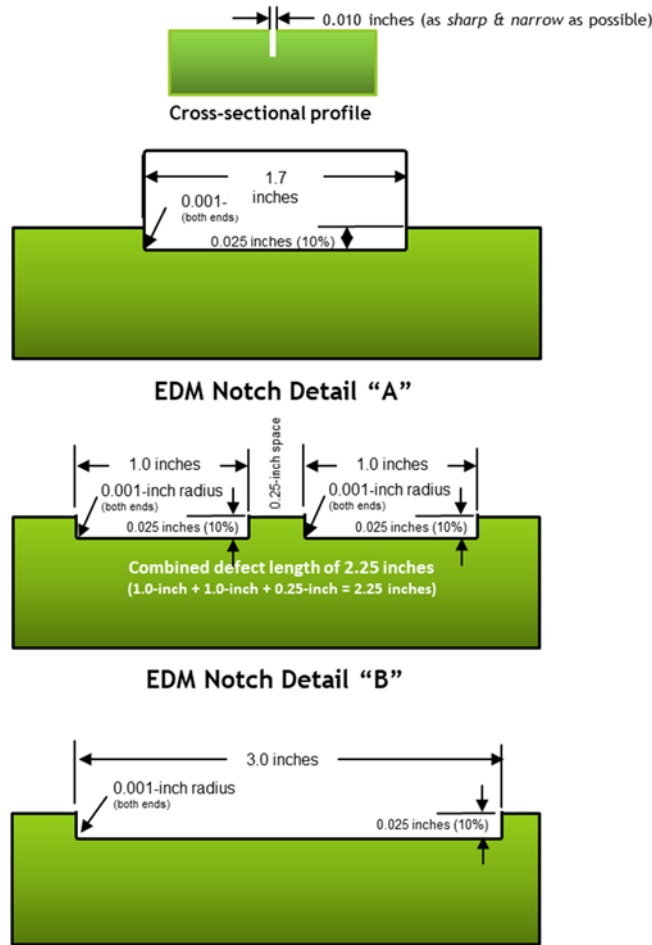 0.010 inches (as sharp & narrow as possible)
Cross-sectional profile
1.7
inches
0.001-
(both ends)
0.025 inches (10%)
EDM Notch Detail “A”
0.25-inch space
1.0 inches
1.0 inches
0.001-inch radius
(both ends)
0.001-inch radius
(both ends)
0.025 inches (10%)
0.025 inches (10%)
Combined defect length of 2.25 inches
(1.0-inch + 1.0-inch + 0.25-inch = 2.25 inches)
EDM Notch Detail “B”
3.0 inches
0.001-inch radius
(both ends)
0.025 inches (10%)